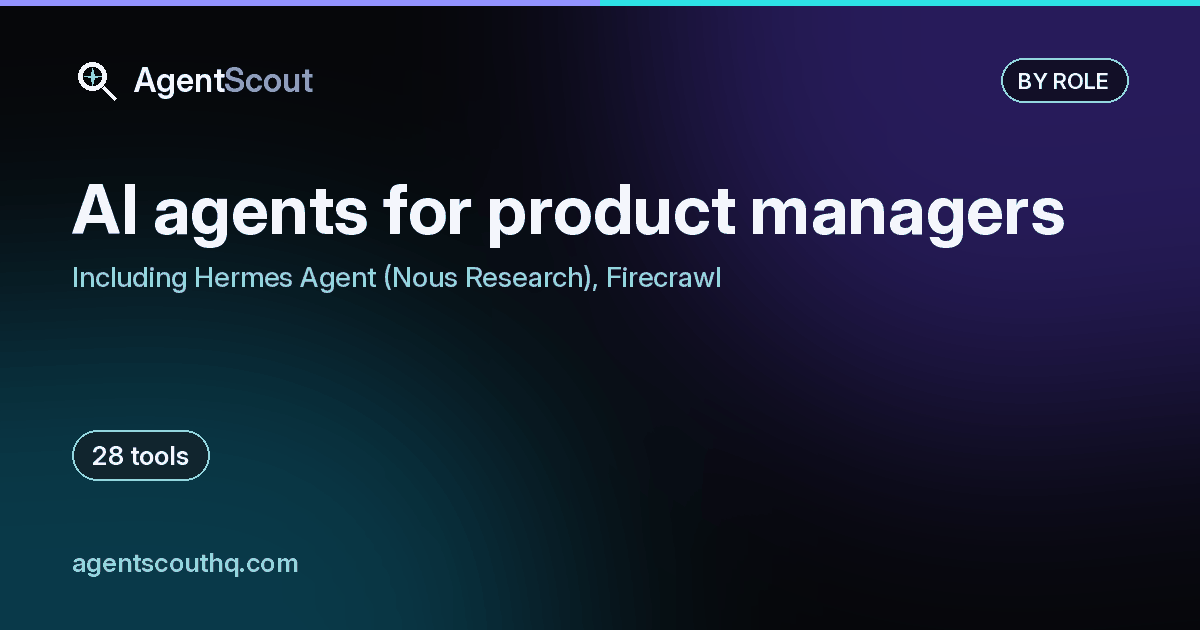 AgentScout
BY ROLE
AI agents for product managers
Including Hermes Agent (Nous Research), Firecrawl
28 tools
agentscouthq.com